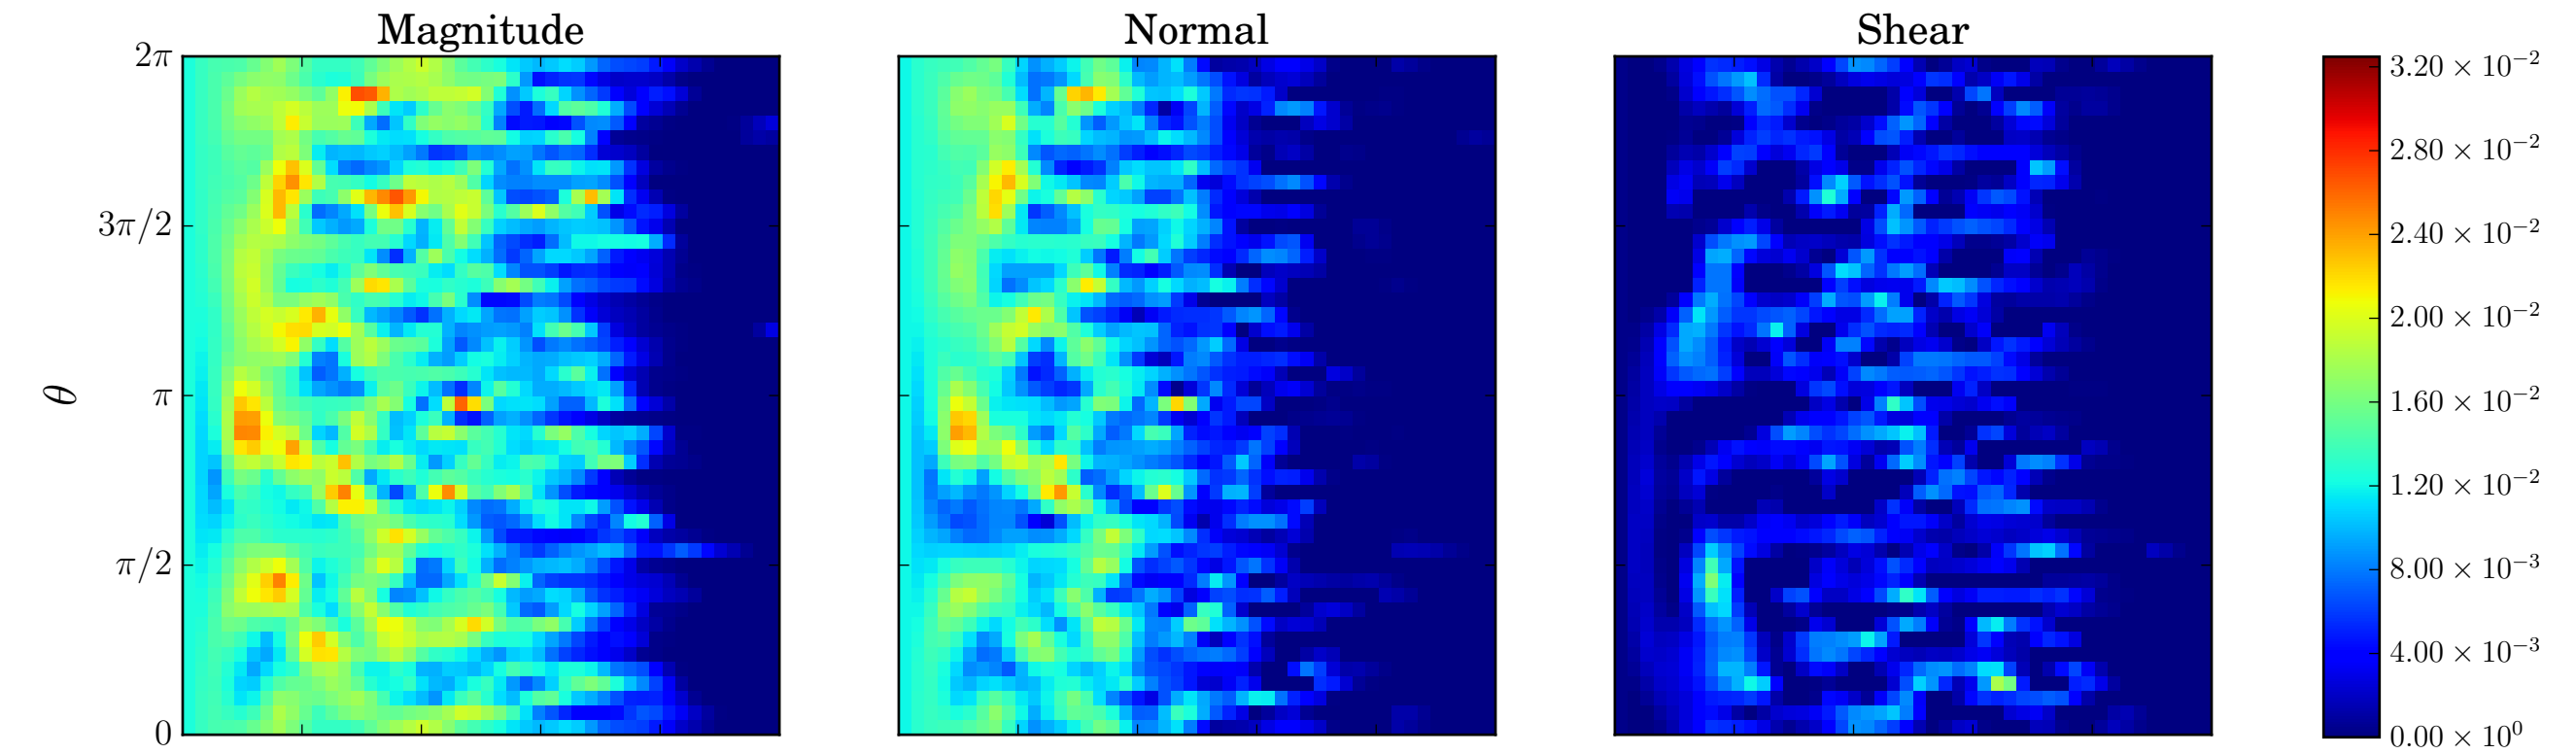 Magnitude
Normal
Shear
θ
2π
3π/2
π
π/2
0
3.20 × 10⁻²
2.80 × 10⁻²
2.40 × 10⁻²
2.00 × 10⁻²
1.60 × 10⁻²
1.20 × 10⁻²
8.00 × 10⁻³
4.00 × 10⁻³
0.00 × 10⁰